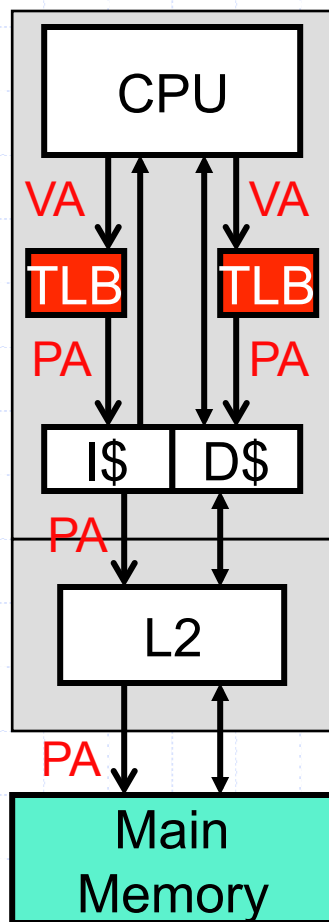 CPU
VA VA
TLB TLB
PA PA
I$ D$
PA
L2
PA
Main
Memory